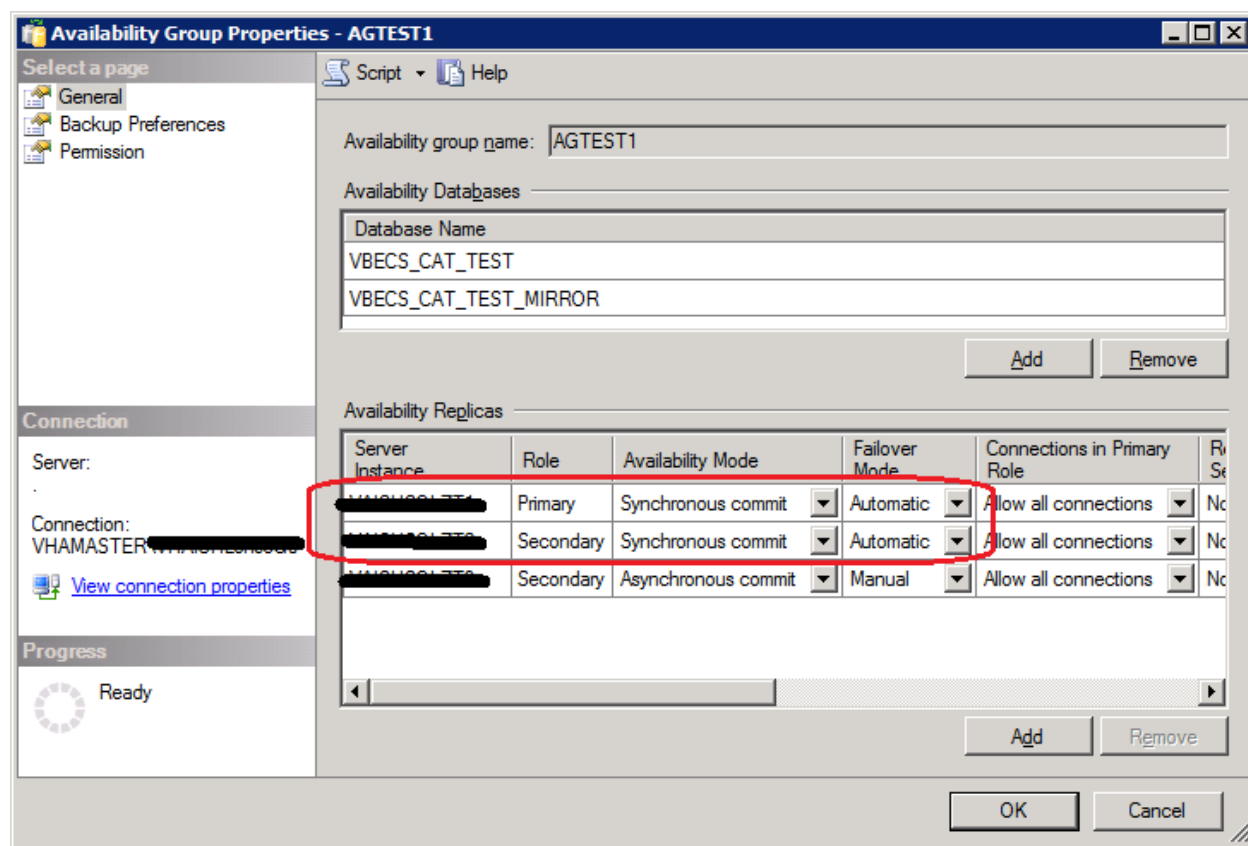 Availability Group Properties - AGTEST1
Select a page
General
Backup Preferences
Permission
Script
Help
Availability group name: AGTEST1
Availability Databases
Database Name
VBECS_CAT_TEST
VBECS_CAT_TEST_MIRROR
Add Remove
Availability Replicas
Server Instance Role Availability Mode Failover Mode Connections in Primary Role
Primary Synchronous commit Automatic Allow all connections
Secondary Synchronous commit Automatic Allow all connections
Secondary Asynchronous commit Manual Allow all connections
Add Remove
Connection
Server:
.
Connection:
VHAMASTER
View connection properties
Progress
Ready
OK Cancel